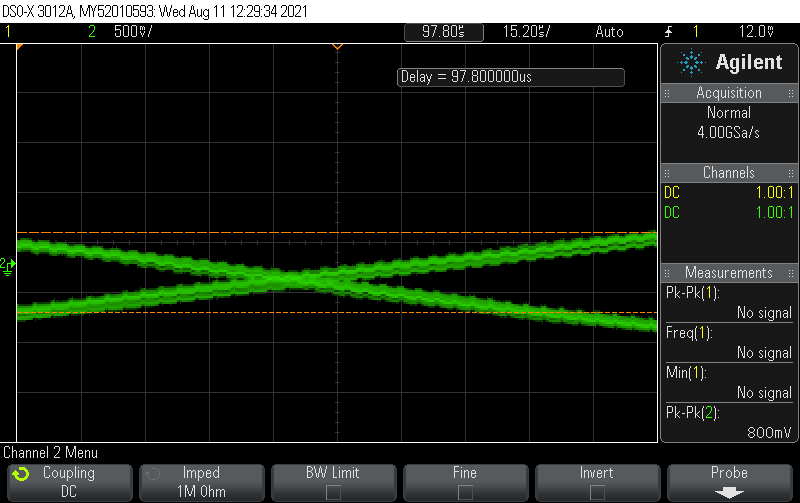 DSO-X 3012A, MY52010593: Wed Aug 11 12:29:34 2021
1 2 500mV/ 97.80s 15.20s/ Auto 1 12.0V
Delay = 97.800000us
Agilent
Acquisition
Normal
4.00GSa/s
Channels
DC 1.00:1
DC 1.00:1
Measurements
Pk-Pk(1):
No signal
Freq(1):
No signal
Min(1):
No signal
Pk-Pk(2):
800mV
2
Channel 2 Menu
Coupling Imped BW Limit Fine Invert Probe
DC 1M Ohm